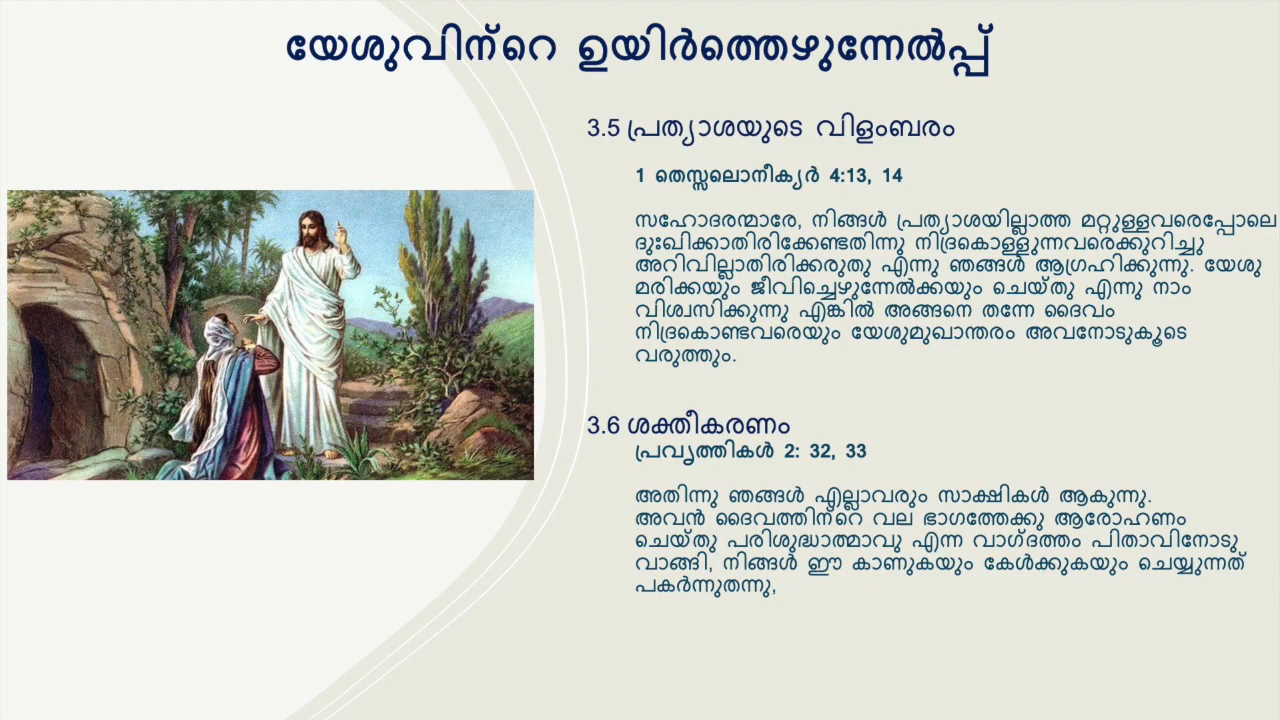 യേശുവിന്‍റെ ഉയിർത്തെഴുന്നേൽപ്പ്
3.5 പ്രത്യാശയുടെ വിളംബരം
1 തെസ്സലൊനീക്യർ 4:13, 14
സഹോദരന്മാരേ, നിങ്ങൾ പ്രത്യാശയില്ലാത്ത മറ്റുള്ളവരെപ്പോലെ
ദുഃഖിക്കാതിരിക്കേണ്ടതിന്നു നിദ്രകൊള്ളുന്നവരെക്കുറിച്ചു
അറിവില്ലാതിരിക്കരുതു എന്നു ഞങ്ങൾ ആഗ്രഹിക്കുന്നു. യേശു
മരിക്കയും ജീവിച്ചെഴുന്നേൽക്കയും ചെയ്തു എന്നു നാം
വിശ്വസിക്കുന്നു എങ്കിൽ അങ്ങനെ തന്നേ ദൈവം
നിദ്രകൊണ്ടവരെയും യേശുമുഖാന്തരം അവനോടുകൂടെ
വരുത്തും.
3.6 ശക്തീകരണം
പ്രവൃത്തികൾ 2: 32, 33
അതിന്നു ഞങ്ങൾ എല്ലാവരും സാക്ഷികൾ ആകുന്നു.
അവൻ ദൈവത്തിന്‍റെ വല ഭാഗത്തേക്കു ആരോഹണം
ചെയ്തു പരിശുദ്ധാത്മാവു എന്ന വാഗ്ദത്തം പിതാവിനോടു
വാങ്ങി, നിങ്ങൾ ഈ കാണുകയും കേൾക്കുകയും ചെയ്യുന്നത്
പകർന്നുതന്നു,